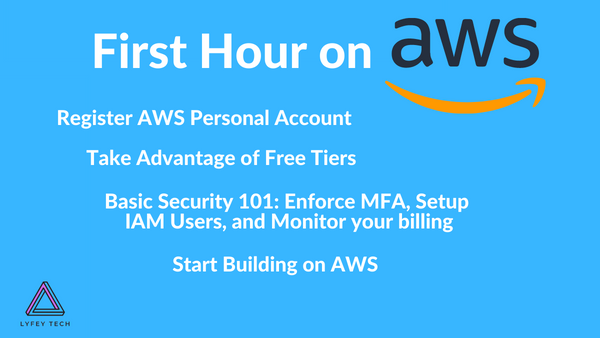 First Hour on aws
Register AWS Personal Account
Take Advantage of Free Tiers
Basic Security 101: Enforce MFA, Setup
IAM Users, and Monitor your billing
Start Building on AWS
LYFEY TECH